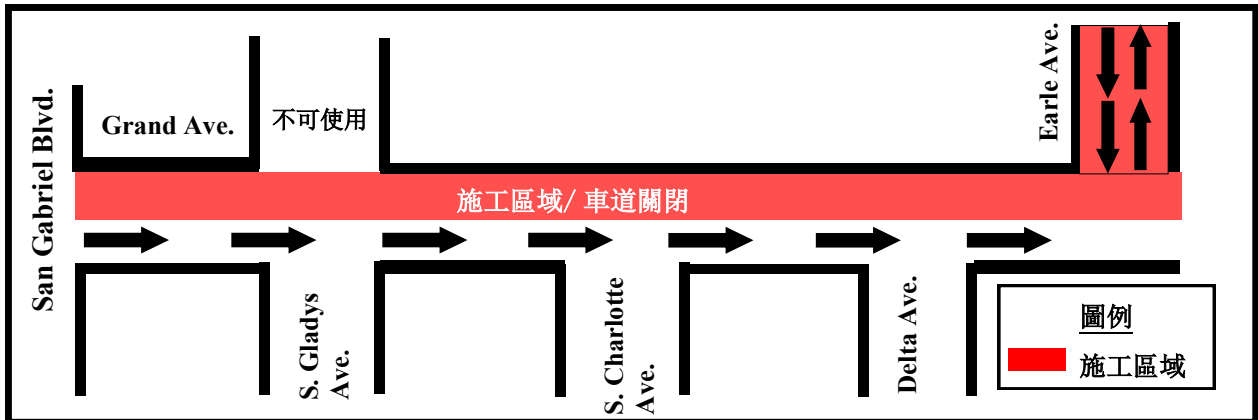 San Gabriel Blvd.
Grand Ave.
不可使用
Earle Ave.
施工區域/ 車道關閉
S. Gladys
Ave.
S. Charlotte
Ave.
Delta Ave.
圖例
施工區域